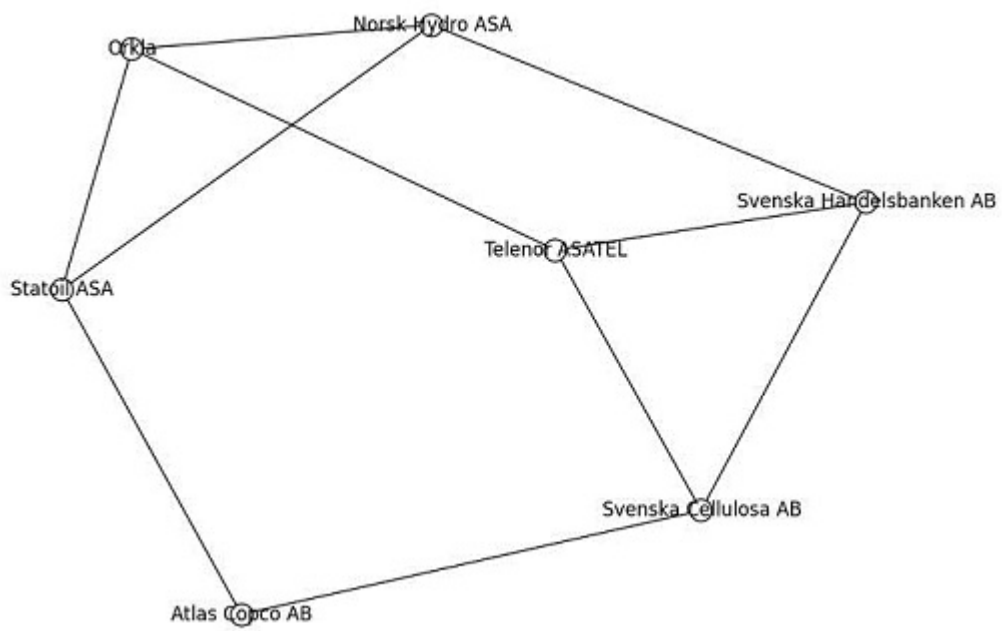 Norsk Hydro ASA
Orkla
Svenska Handelsbanken AB
Telenor ASATEL
Statoil ASA
Svenska Cellulosa AB
Atlas Copco AB